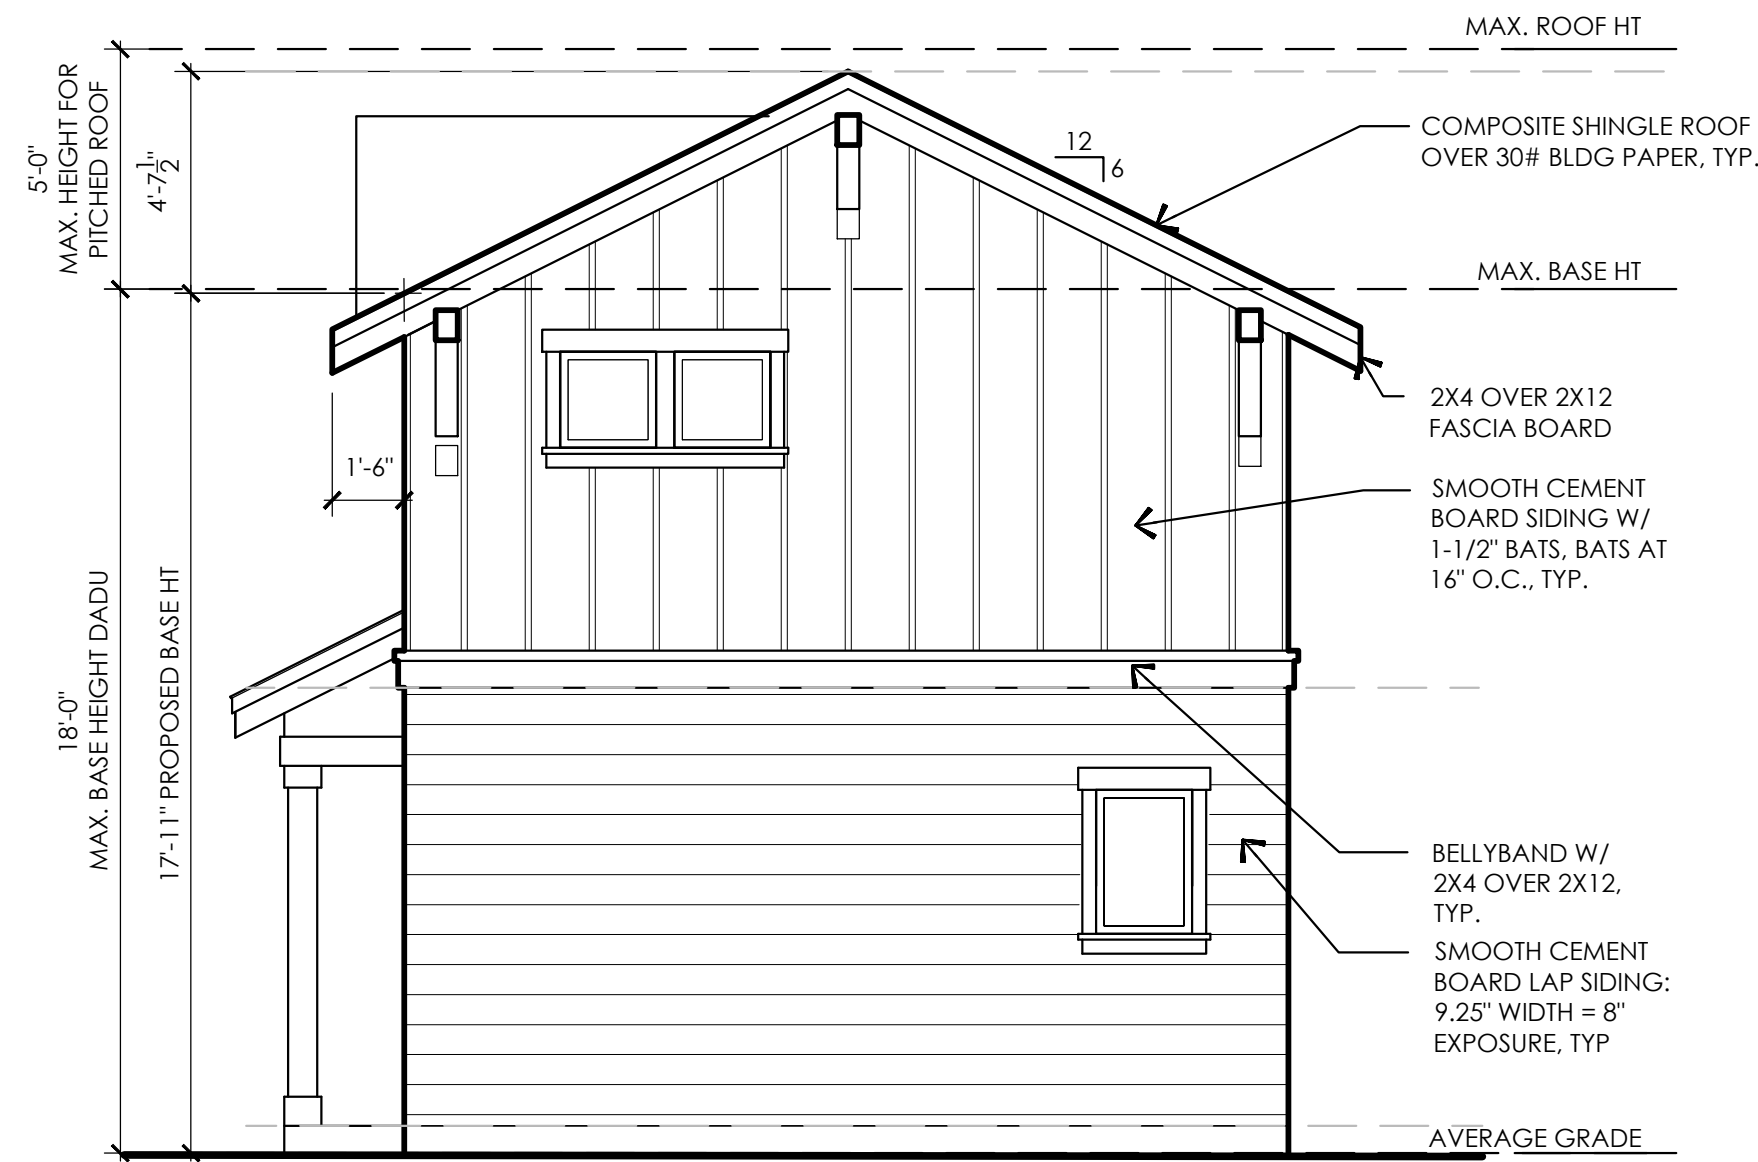 MAX. ROOF HT
5'-0"
MAX. HEIGHT FOR
PITCHED ROOF
4'-7 1/2"
12
6
COMPOSITE SHINGLE ROOF
OVER 30# BLDG PAPER, TYP.
MAX. BASE HT
2X4 OVER 2X12
FASCIA BOARD
1'-6"
SMOOTH CEMENT
BOARD SIDING W/
1-1/2" BATS, BATS AT
16" O.C., TYP.
18'-0"
MAX. BASE HEIGHT DADU
17'-11" PROPOSED BASE HT
BELLYBAND W/
2X4 OVER 2X12,
TYP.
SMOOTH CEMENT
BOARD LAP SIDING:
9.25" WIDTH = 8"
EXPOSURE, TYP
AVERAGE GRADE